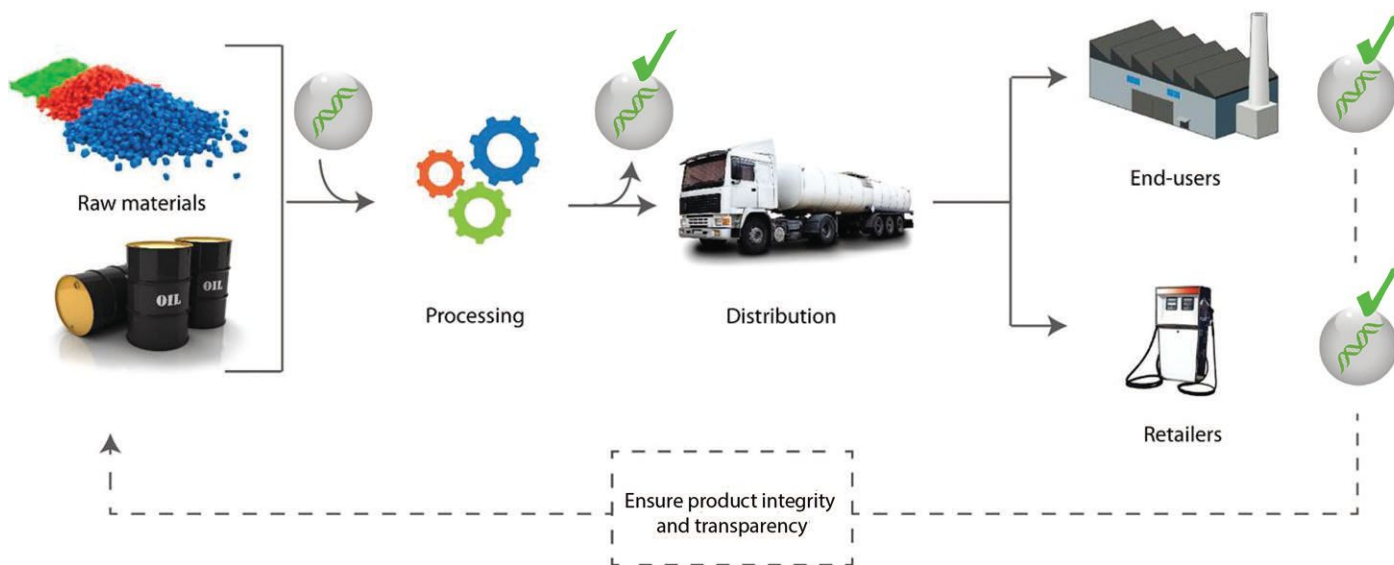 Raw materials
OIL
OIL
Processing
Distribution
End-users
Retailers
Ensure product integrity
and transparency